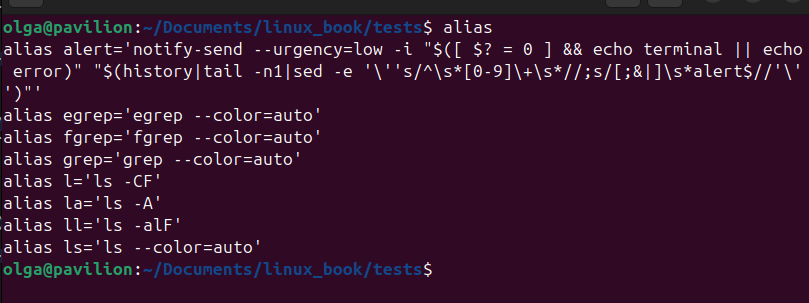 olga@pavilion:~/Documents/linux_book/tests$ alias
alias alert='notify-send --urgency=low -i "$([ $? = 0 ] && echo terminal || echo
 error)" "$(history|tail -n1|sed -e '\''s/^\s*[0-9]\+\s*//;s/[;&|]\s*alert$//'\'
')"'
alias egrep='egrep --color=auto'
alias fgrep='fgrep --color=auto'
alias grep='grep --color=auto'
alias l='ls -CF'
alias la='ls -A'
alias ll='ls -alF'
alias ls='ls --color=auto'
olga@pavilion:~/Documents/linux_book/tests$